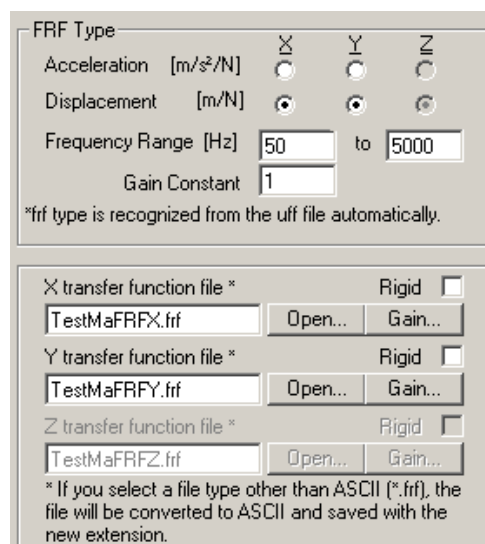 FRF Type
X Y Z
Acceleration [m/s²/N]
Displacement [m/N]
Frequency Range [Hz] 50 to 5000
Gain Constant 1
*frf type is recognized from the uff file automatically.
X transfer function file * Rigid
TestMaFRFX.frf Open... Gain...
Y transfer function file * Rigid
TestMaFRFY.frf Open... Gain...
Z transfer function file * Rigid
TestMaFRFZ.frf Open... Gain...
* If you select a file type other than ASCII (*.frf), the
file will be converted to ASCII and saved with the
new extension.